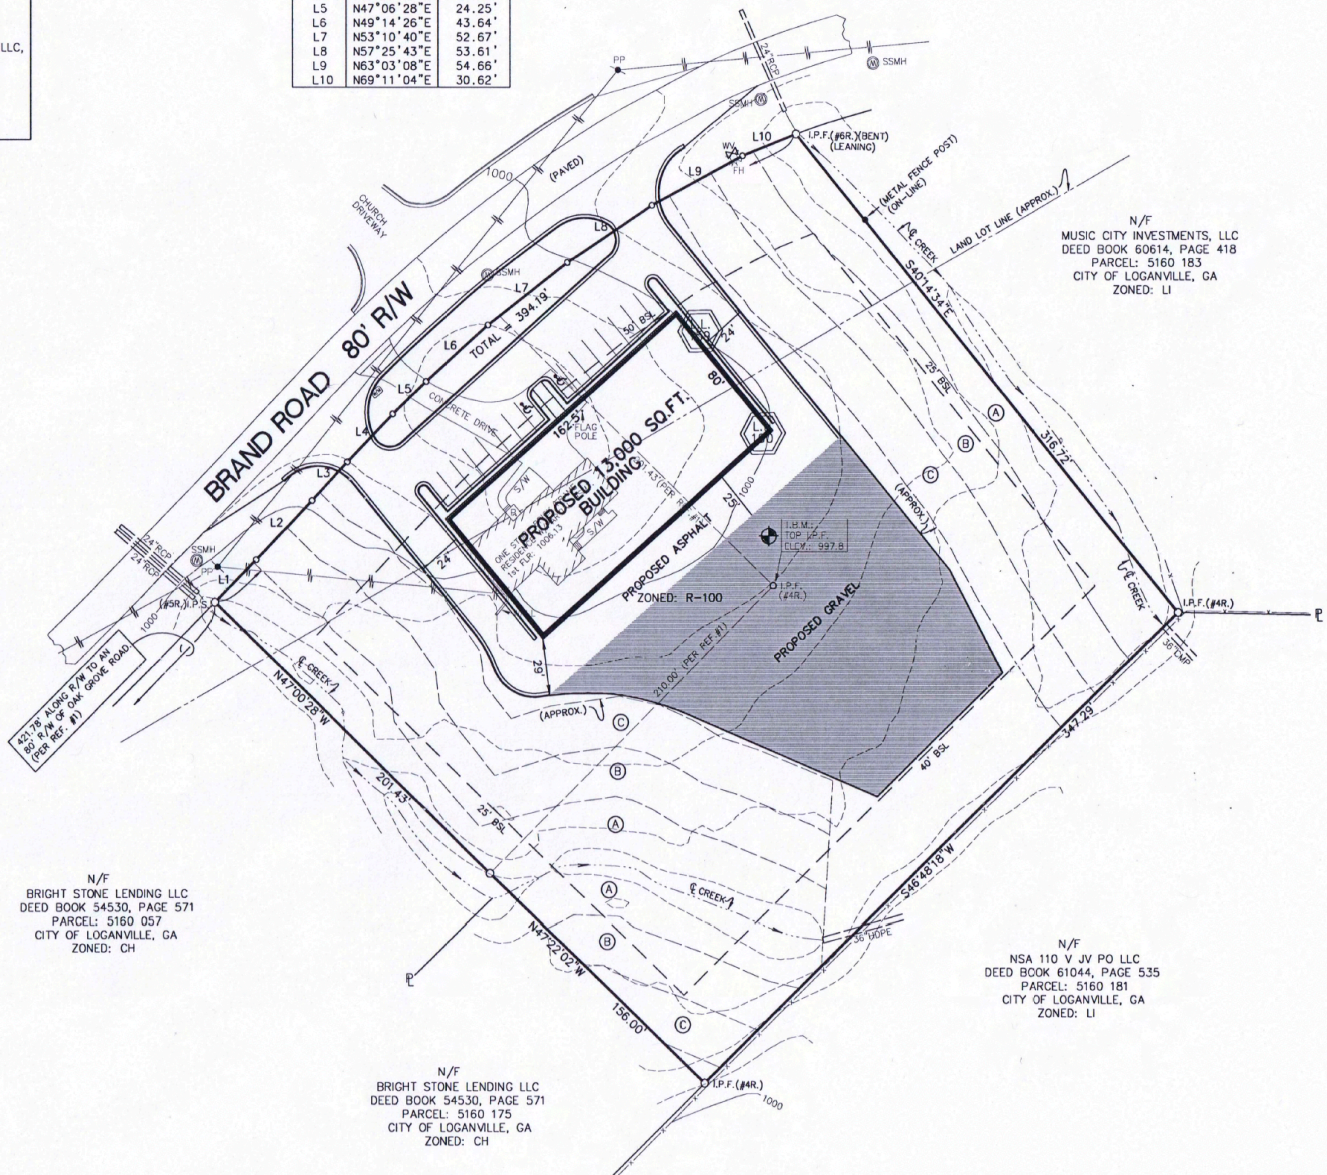 LLC,
L5 N47°06'28"E 24.25'
L6 N49°14'26"E 43.64'
L7 N53°10'40"E 52.67'
L8 N57°25'43"E 53.61'
L9 N63°03'08"E 54.66'
L10 N69°11'04"E 30.62'
24"RCP
PP
SSMH
SSMH
L10
I.P.F.(#6R.)(BENT)
(LEANING)
WV
FH
L9
(METAL FENCE POST)
(ON-LINE)
(PAVED)
1000
CHURCH
DRIVEWAY
LAND LOT LINE (APPROX.)
℄ CREEK
N/F
MUSIC CITY INVESTMENTS, LLC
DEED BOOK 60614, PAGE 418
PARCEL: 5160 183
CITY OF LOGANVILLE, GA
ZONED: LI
L8
SSMH
L7
S40°14'34"E
BRAND ROAD 80' R/W
TOTAL = 394.19'
L6
50' BSL
24'
25' BSL
80'
L5
CONCRETE DRIVE
162.5'
FLAG
POLE
A
B
C
316.72'
L4
L3
PROPOSED 13,000 SQ.FT.
BUILDING
S/W
S/W
1st FLR: 1006.13
25'
1000
(APPROX.)
L2
24"RCP
24"RCP
SSMH
PP
L1
(#5R.)I.P.S.
1000
24'
PROPOSED ASPHALT
T.B.M.:
TOP I.P.F.
ELEV.: 997.8
I.P.F.
(#4R.)
ZONED: R-100
PROPOSED GRAVEL
℄ CREEK
I.P.F.(#4R.)
36"CMP
421.78' ALONG R/W TO AN
80' R/W OF OAK GROVE ROAD.
(PER REF. #1)
℄ CREEK
N47°00'28"W
29'
210.00' (PER REF.#1)
(APPROX.)
C
B
A
201.43'
25' BSL
40' BSL
347.29'
S46°48'18"W
A
B
C
℄ CREEK
36"HDPE
N47°22'02"W
156.00'
N/F
BRIGHT STONE LENDING LLC
DEED BOOK 54530, PAGE 571
PARCEL: 5160 057
CITY OF LOGANVILLE, GA
ZONED: CH
N/F
NSA 110 V JV PO LLC
DEED BOOK 61044, PAGE 535
PARCEL: 5160 181
CITY OF LOGANVILLE, GA
ZONED: LI
N/F
BRIGHT STONE LENDING LLC
DEED BOOK 54530, PAGE 571
PARCEL: 5160 175
CITY OF LOGANVILLE, GA
ZONED: CH
I.P.F.(#4R.)
1000